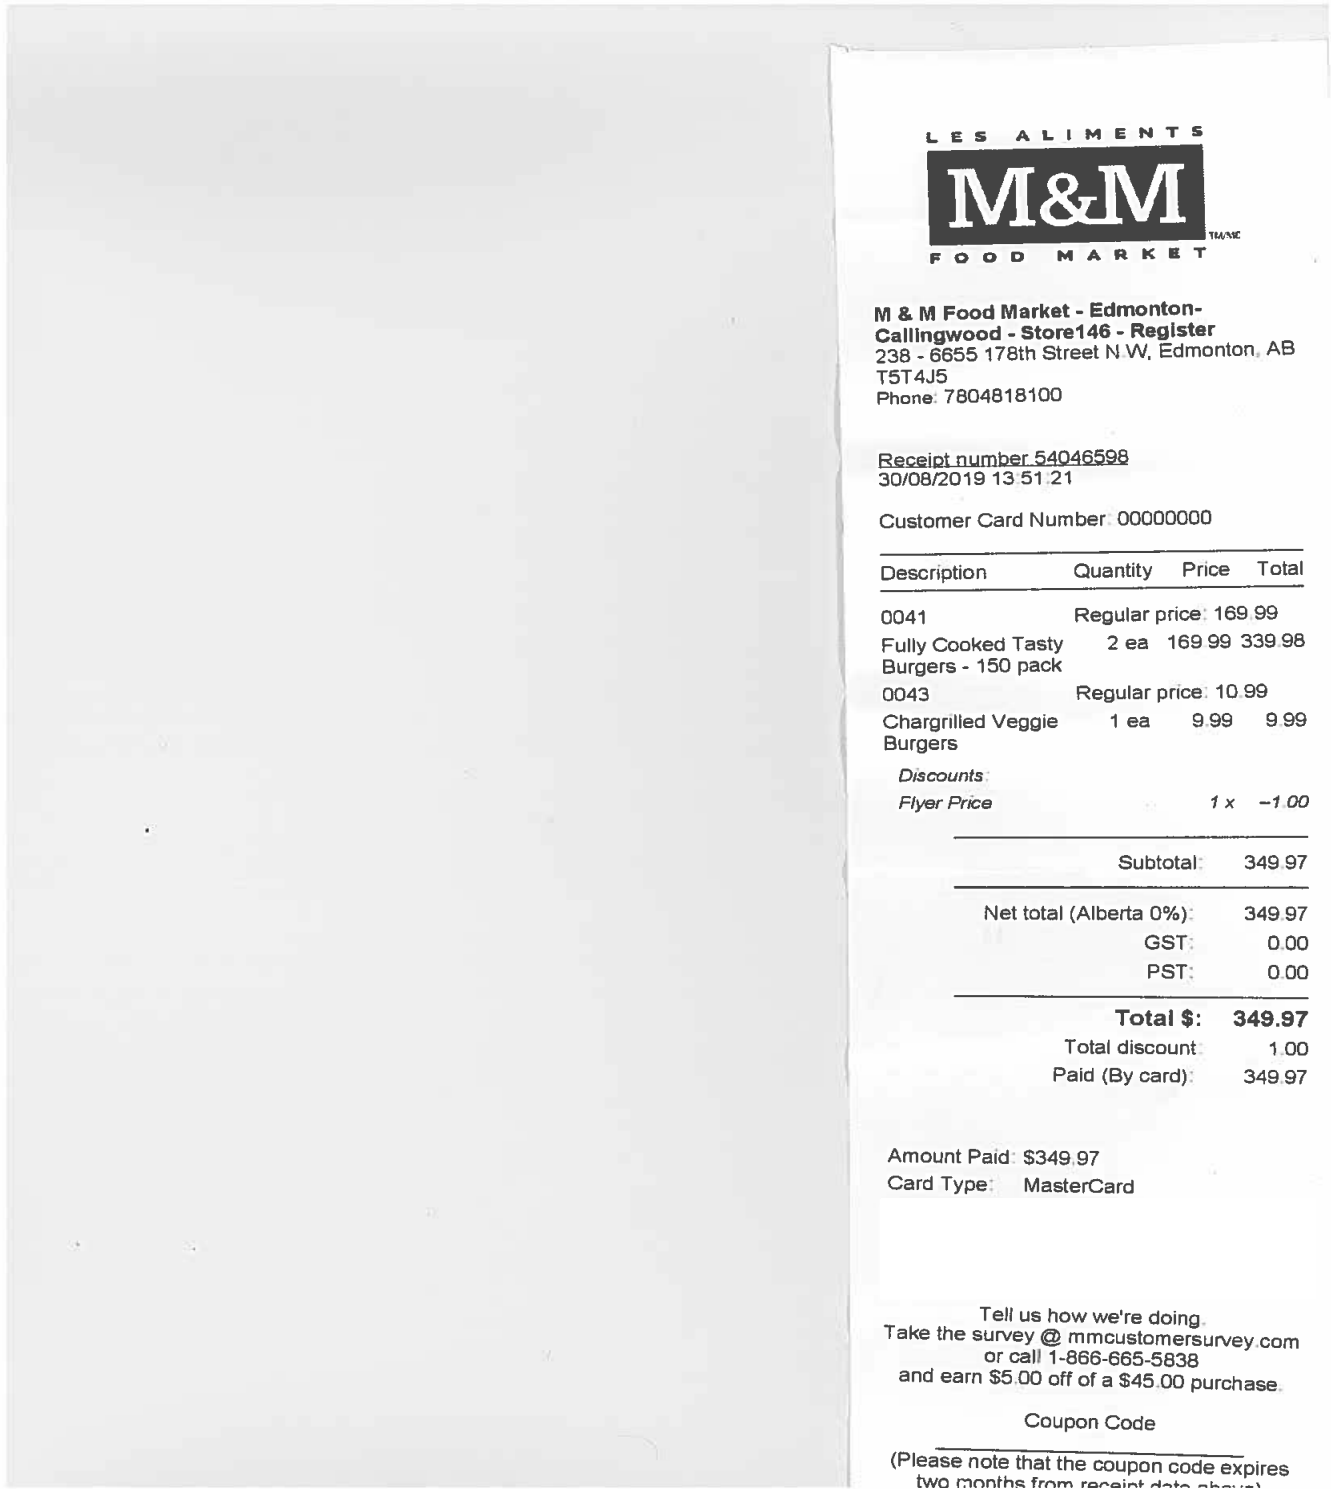 LES ALIMENTS
M&M
TM/MC
FOOD MARKET
M & M Food Market - Edmonton-
Callingwood - Store146 - Register
238 - 6655 178th Street N.W, Edmonton, AB
T5T4J5
Phone: 7804818100
Receipt number 54046598
30/08/2019 13:51:21
Customer Card Number: 00000000
Description Quantity Price Total
0041 Regular price: 169.99
Fully Cooked Tasty 2 ea 169.99 339.98
Burgers - 150 pack
0043 Regular price: 10.99
Chargrilled Veggie 1 ea 9.99 9.99
Burgers
Discounts:
Flyer Price 1 x -1.00
Subtotal: 349.97
Net total (Alberta 0%): 349.97
GST: 0.00
PST: 0.00
Total $: 349.97
Total discount: 1.00
Paid (By card): 349.97
Amount Paid: $349.97
Card Type: MasterCard
Tell us how we're doing.
Take the survey @ mmcustomersurvey.com
or call 1-866-665-5838
and earn $5.00 off of a $45.00 purchase.
Coupon Code
(Please note that the coupon code expires
two months from receipt date above)